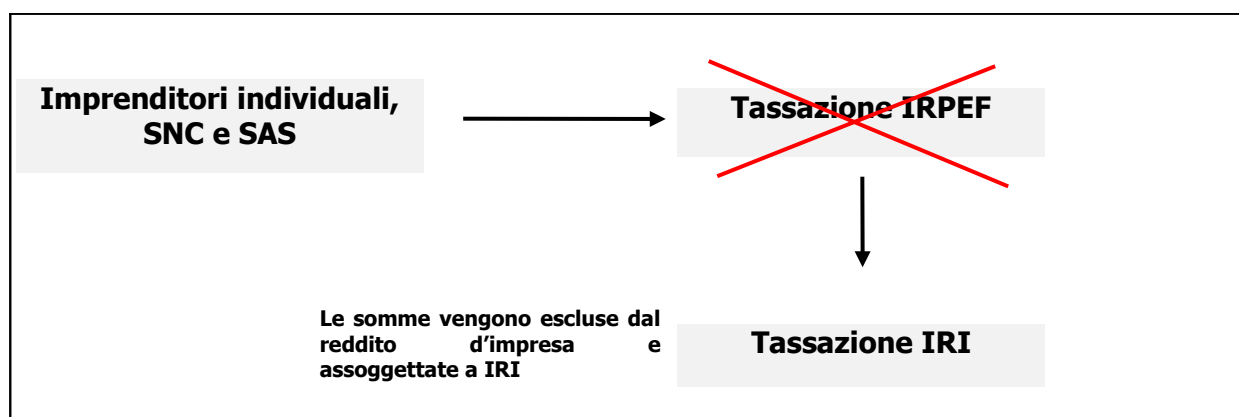 Imprenditori individuali,
SNC e SAS
Tassazione IRPEF
Le somme vengono escluse dal
reddito d'impresa e
assoggettate a IRI
Tassazione IRI